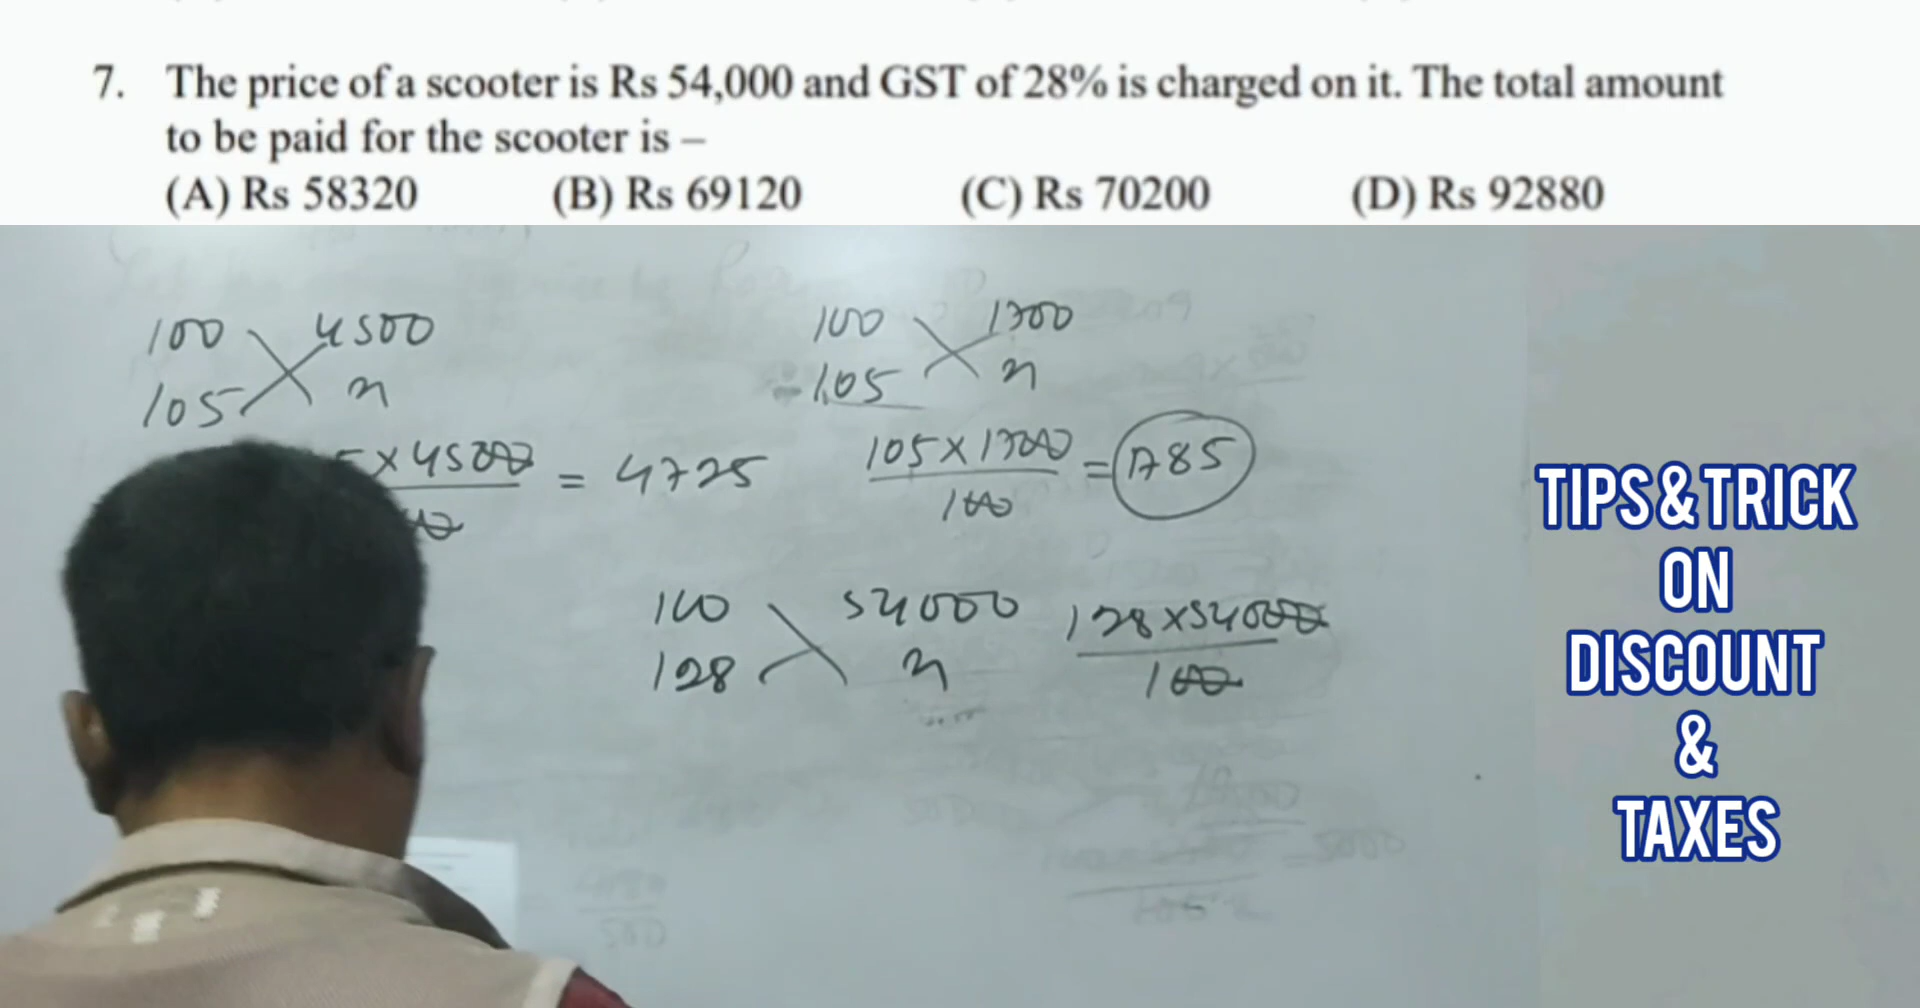 7. The price of a scooter is Rs 54,000 and GST of 28% is charged on it. The total amount
to be paid for the scooter is –
(A) Rs 58320 (B) Rs 69120 (C) Rs 70200 (D) Rs 92880
100 4500
105 x
5 × 4500 = 4725
100 1700
105 x
105 × 1700 = 1785
100
100 54000 128 × 54000
128 x 100
TIPS & TRICK
ON
DISCOUNT
&
TAXES